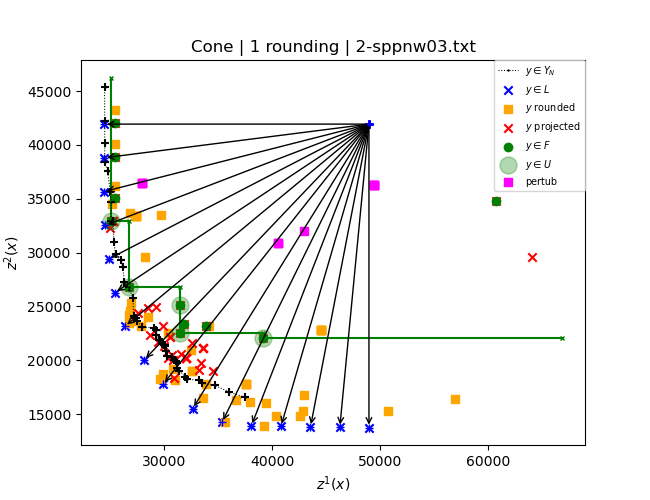 Cone | 1 rounding | 2-sppnw03.txt
z²(x)
45000
40000
35000
30000
25000
20000
15000
30000 40000 50000 60000
z¹(x)
y ∈ Y_N
y ∈ L
y rounded
y projected
y ∈ F
y ∈ U
pertub